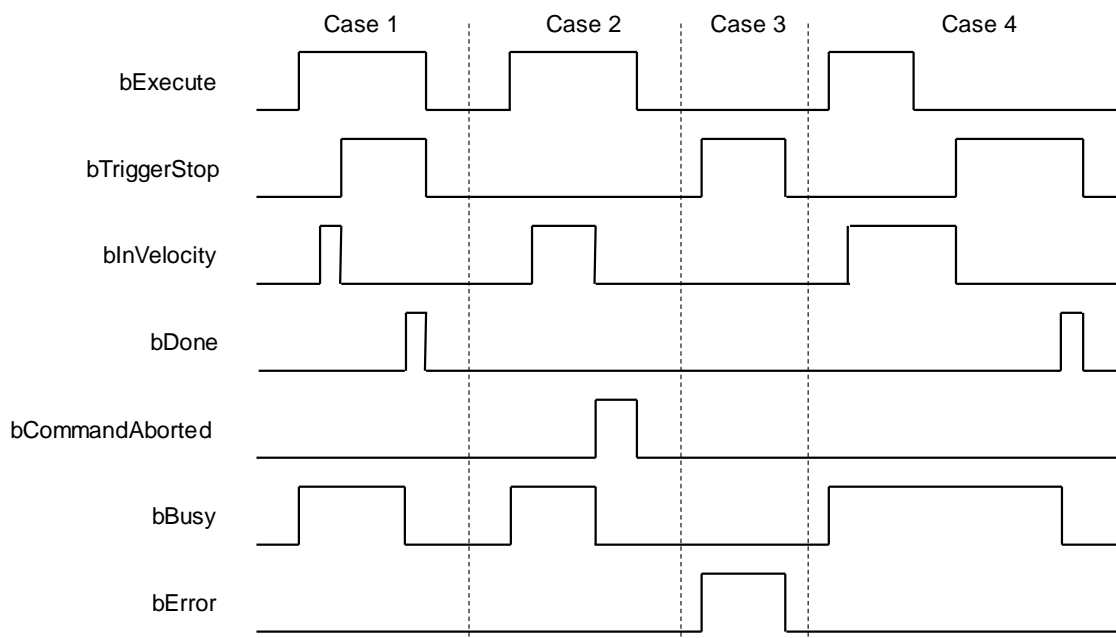 Case 1 Case 2 Case 3 Case 4
bExecute
bTriggerStop
bInVelocity
bDone
bCommandAborted
bBusy
bError